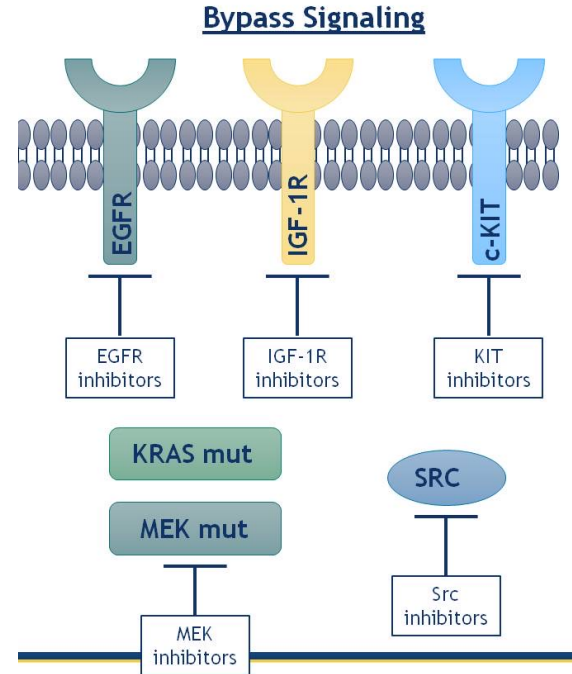 Bypass Signaling
EGFR
IGF-1R
c-KIT
EGFR
inhibitors
IGF-1R
inhibitors
KIT
inhibitors
KRAS mut
SRC
MEK mut
Src
inhibitors
MEK
inhibitors